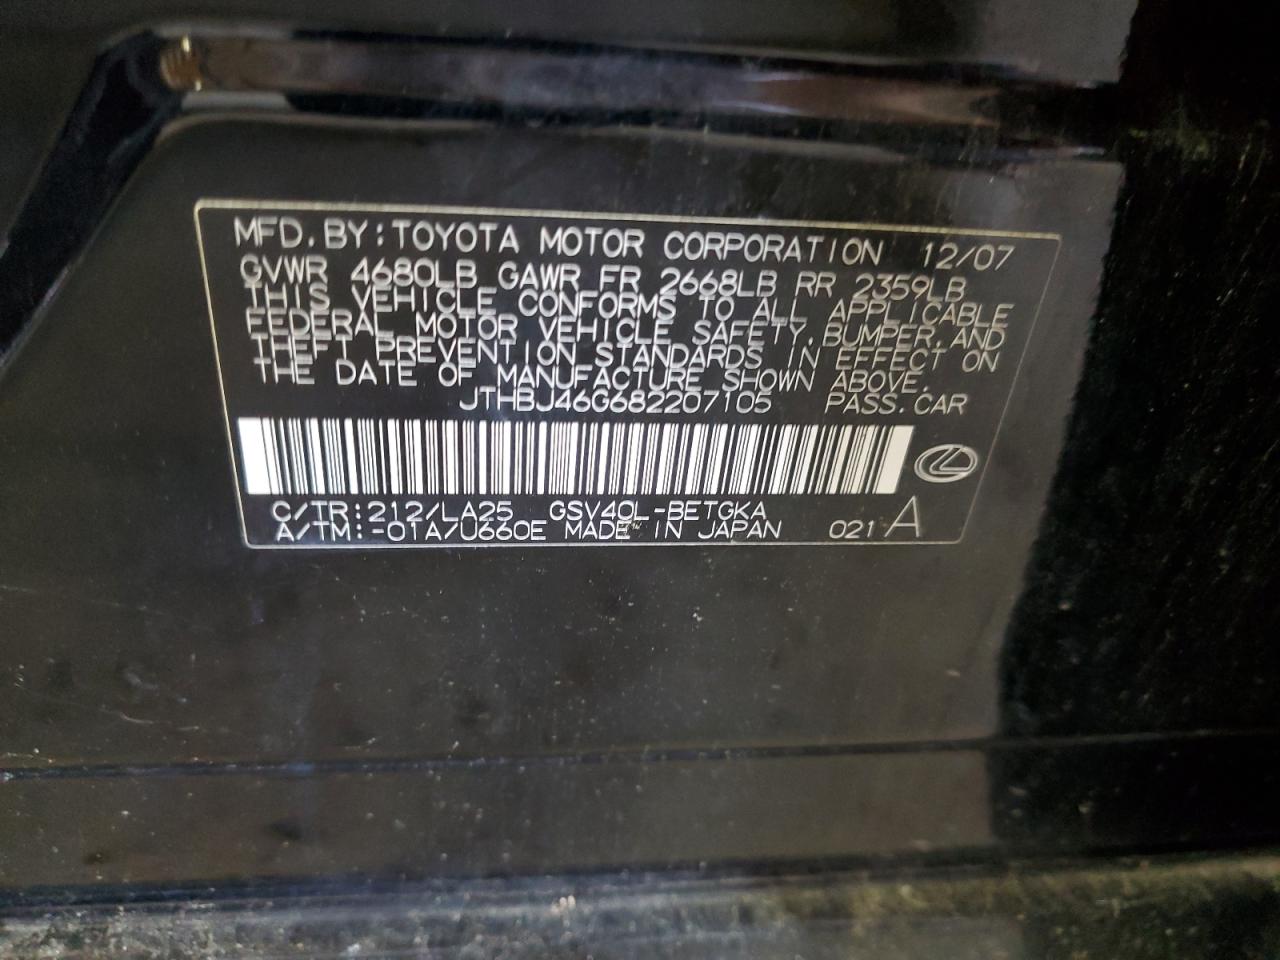 MFD.BY:TOYOTA MOTOR CORPORATION 12/07
GVWR 4680LB GAWR FR 2668LB RR 2359LB
THIS VEHICLE CONFORMS TO ALL APPLICABLE
FEDERAL MOTOR VEHICLE SAFETY,BUMPER,AND
THEFT PREVENTION STANDARDS IN EFFECT ON
THE DATE OF MANUFACTURE SHOWN ABOVE.
JTHBJ46G682207105 PASS.CAR
C/TR:212/LA25 GSV40L-BETGKA
A/TM:-01A/U660E MADE IN JAPAN 021 A